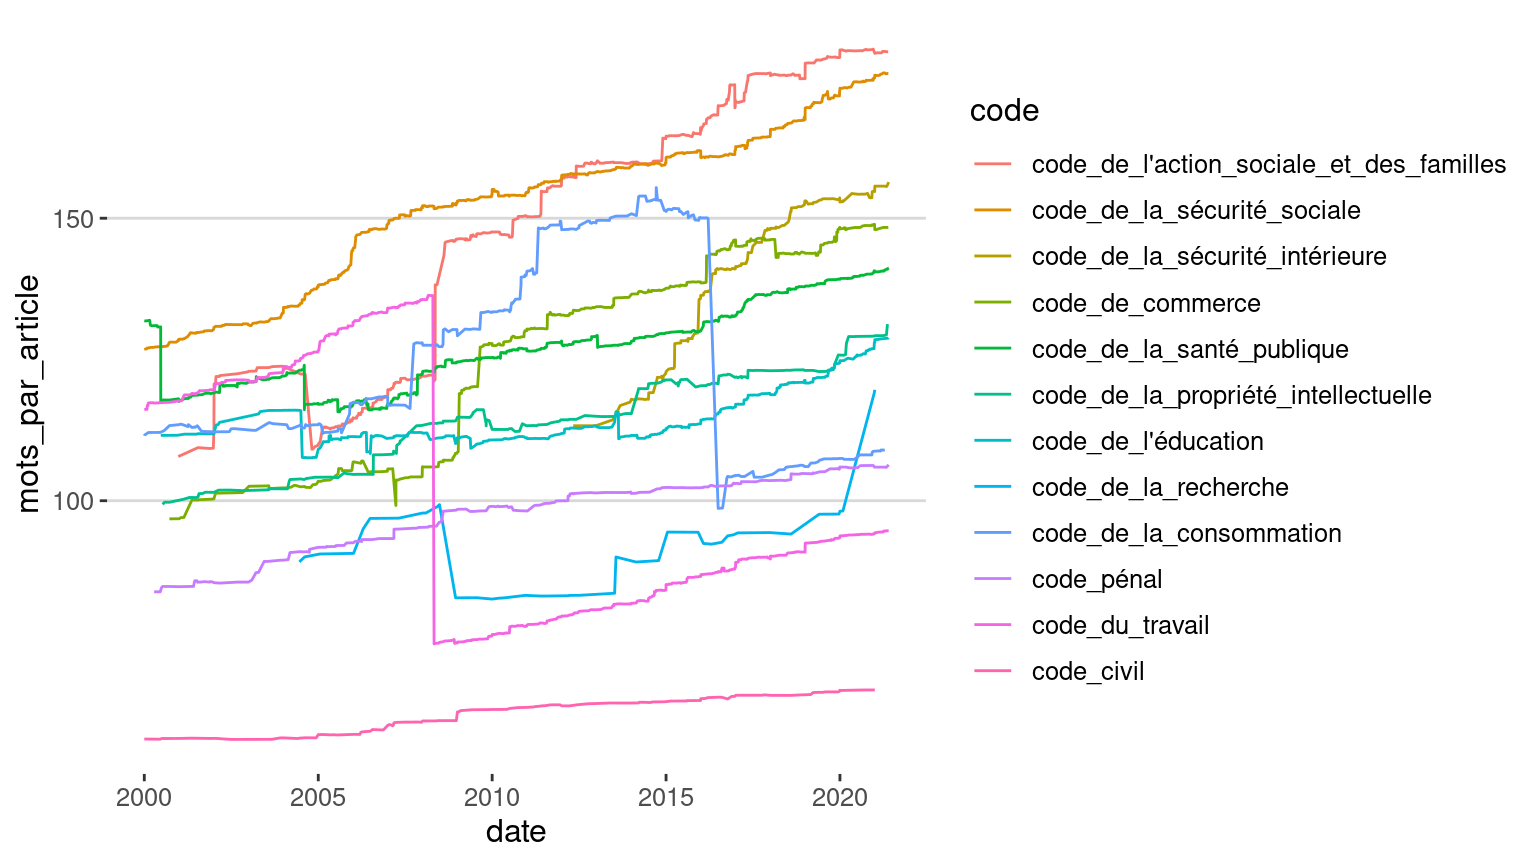 mots_par_article
150
100
2000 2005 2010 2015 2020
date
code
code_de_l'action_sociale_et_des_familles
code_de_la_sécurité_sociale
code_de_la_sécurité_intérieure
code_de_commerce
code_de_la_santé_publique
code_de_la_propriété_intellectuelle
code_de_l'éducation
code_de_la_recherche
code_de_la_consommation
code_pénal
code_du_travail
code_civil